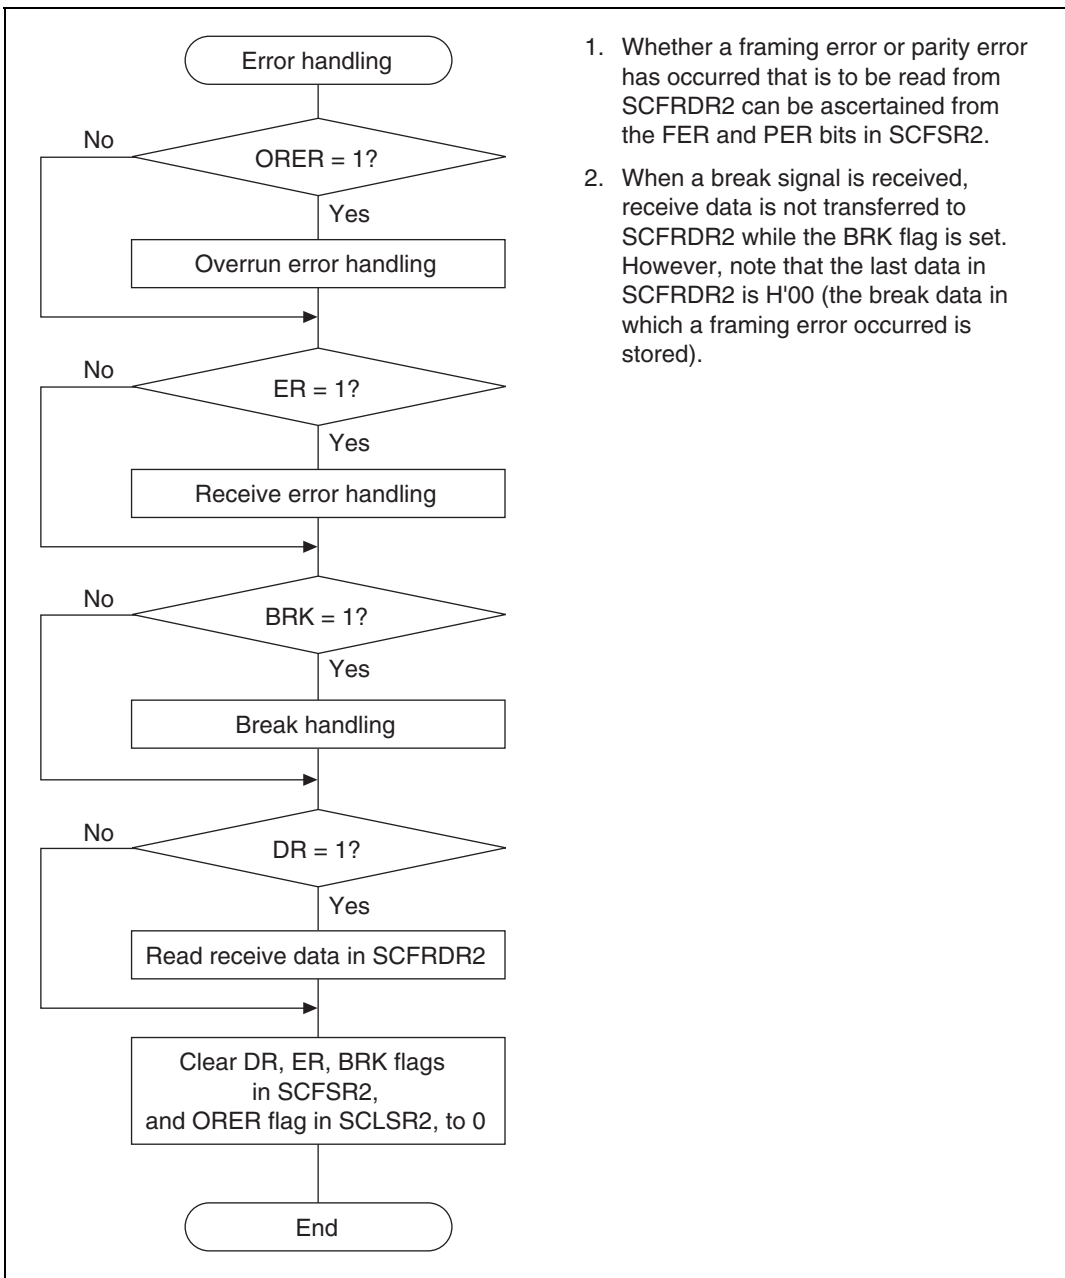 Error handling
No
ORER = 1?
Yes
Overrun error handling
No
ER = 1?
Yes
Receive error handling
No
BRK = 1?
Yes
Break handling
No
DR = 1?
Yes
Read receive data in SCFRDR2
Clear DR, ER, BRK flags
in SCFSR2,
and ORER flag in SCLSR2, to 0
End
1. Whether a framing error or parity error
has occurred that is to be read from
SCFRDR2 can be ascertained from
the FER and PER bits in SCFSR2.
2. When a break signal is received,
receive data is not transferred to
SCFRDR2 while the BRK flag is set.
However, note that the last data in
SCFRDR2 is H'00 (the break data in
which a framing error occurred is
stored).